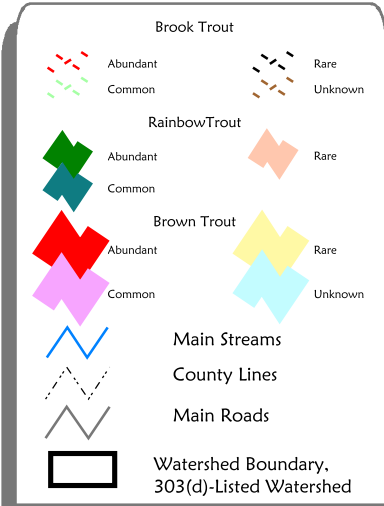 Brook Trout
Abundant Rare
Common Unknown
RainbowTrout
Abundant Rare
Common
Brown Trout
Abundant Rare
Common Unknown
Main Streams
County Lines
Main Roads
Watershed Boundary,
303(d)-Listed Watershed